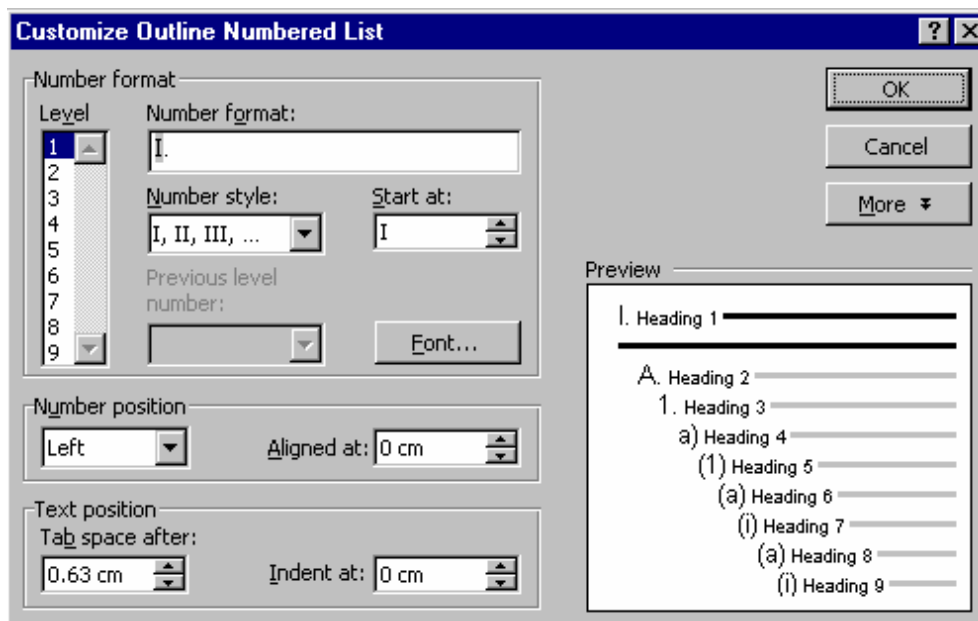 Customize Outline Numbered List
Number format
Level
Number format:
1
2
3
4
5
6
7
8
9
I.
Number style:
Start at:
I, II, III, ...
I
Previous level
number:
Font...
Number position
Left
Aligned at:
0 cm
Text position
Tab space after:
0.63 cm
Indent at:
0 cm
OK
Cancel
More
Preview
I. Heading 1
A. Heading 2
1. Heading 3
a) Heading 4
(1) Heading 5
(a) Heading 6
(i) Heading 7
(a) Heading 8
(i) Heading 9